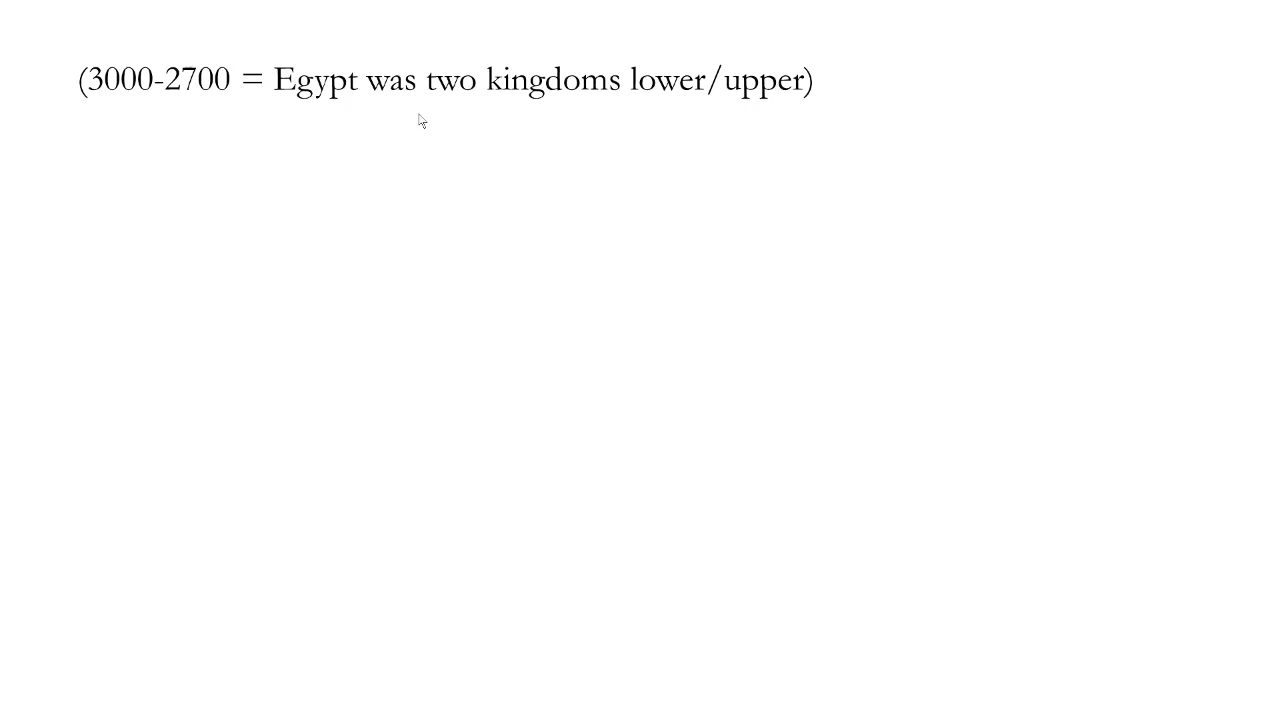 (3000-2700 = Egypt was two kingdoms lower/upper)